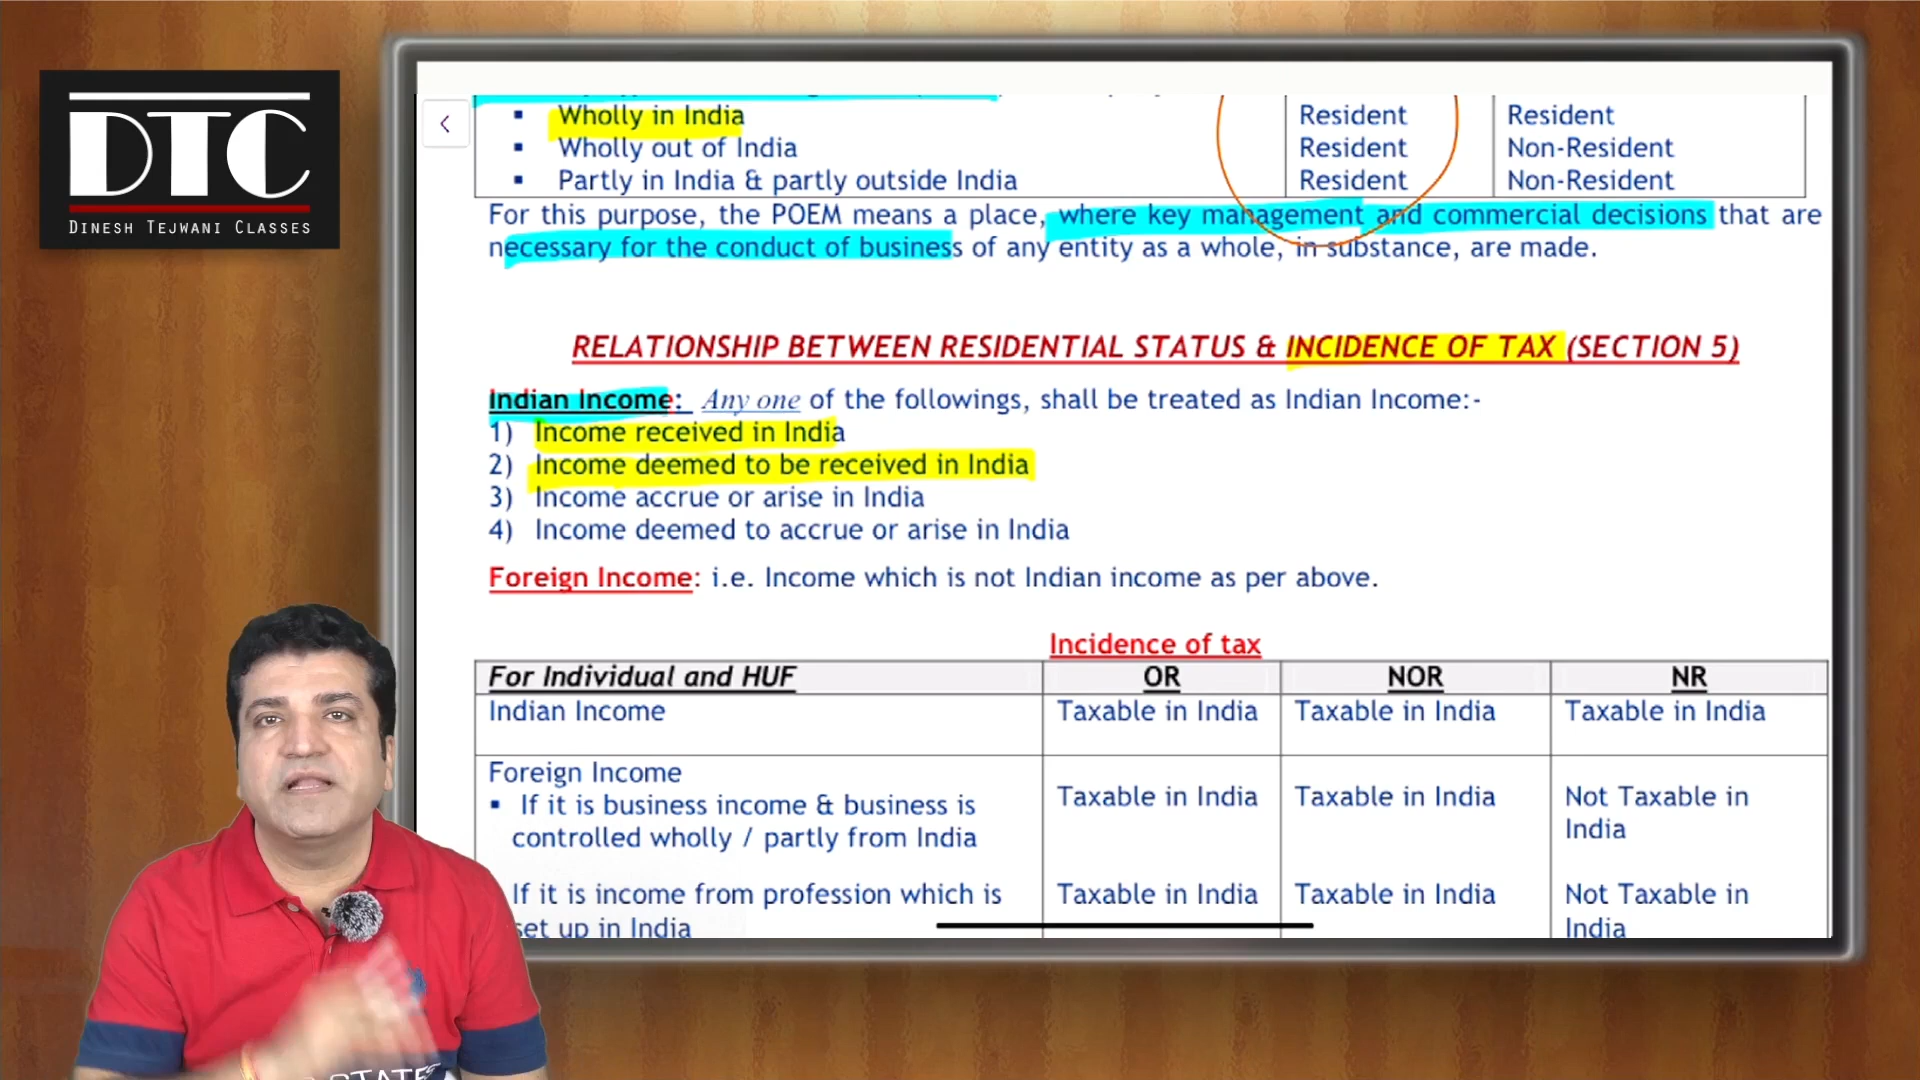 DTC
DINESH TEJWANI CLASSES
▪ Wholly in India Resident Resident
▪ Wholly out of India Resident Non-Resident
▪ Partly in India & partly outside India Resident Non-Resident
For this purpose, the POEM means a place, where key management and commercial decisions that are
necessary for the conduct of business of any entity as a whole, in substance, are made.
RELATIONSHIP BETWEEN RESIDENTIAL STATUS & INCIDENCE OF TAX (SECTION 5)
Indian Income: Any one of the followings, shall be treated as Indian Income:-
1) Income received in India
2) Income deemed to be received in India
3) Income accrue or arise in India
4) Income deemed to accrue or arise in India
Foreign Income: i.e. Income which is not Indian income as per above.
Incidence of tax
For Individual and HUF OR NOR NR
Indian Income Taxable in India Taxable in India Taxable in India
Foreign Income
▪ If it is business income & business is
controlled wholly / partly from India
Taxable in India Taxable in India Not Taxable in
India
If it is income from profession which is
set up in India
Taxable in India Taxable in India Not Taxable in
India